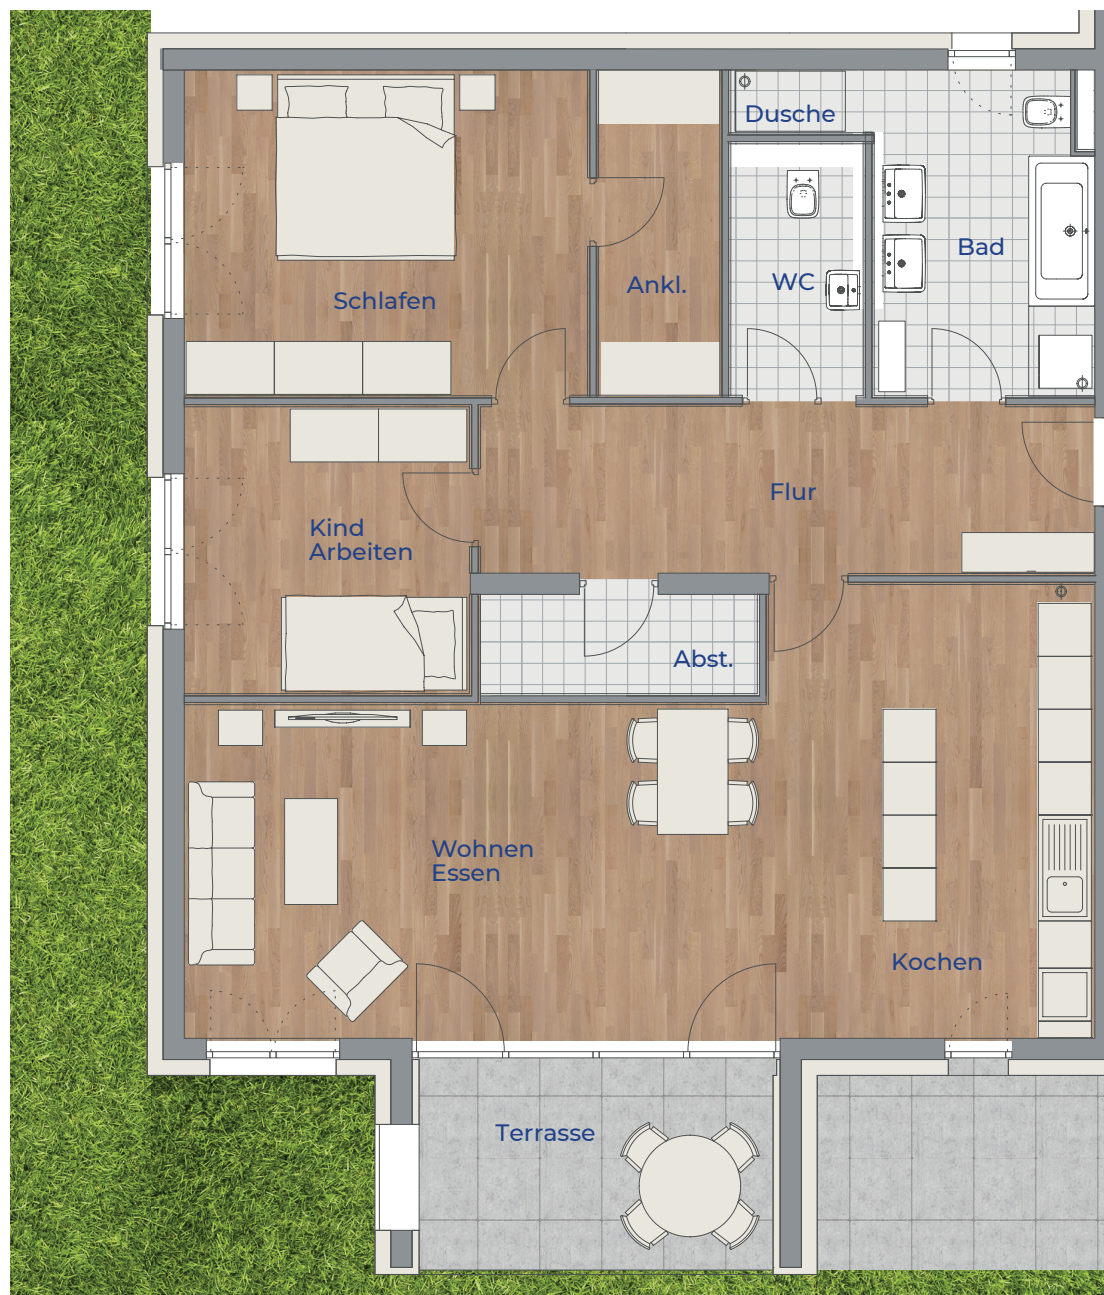 Dusche
Bad
WC
Ankl.
Schlafen
Flur
Kind
Arbeiten
Abst.
Wohnen
Essen
Kochen
Terrasse